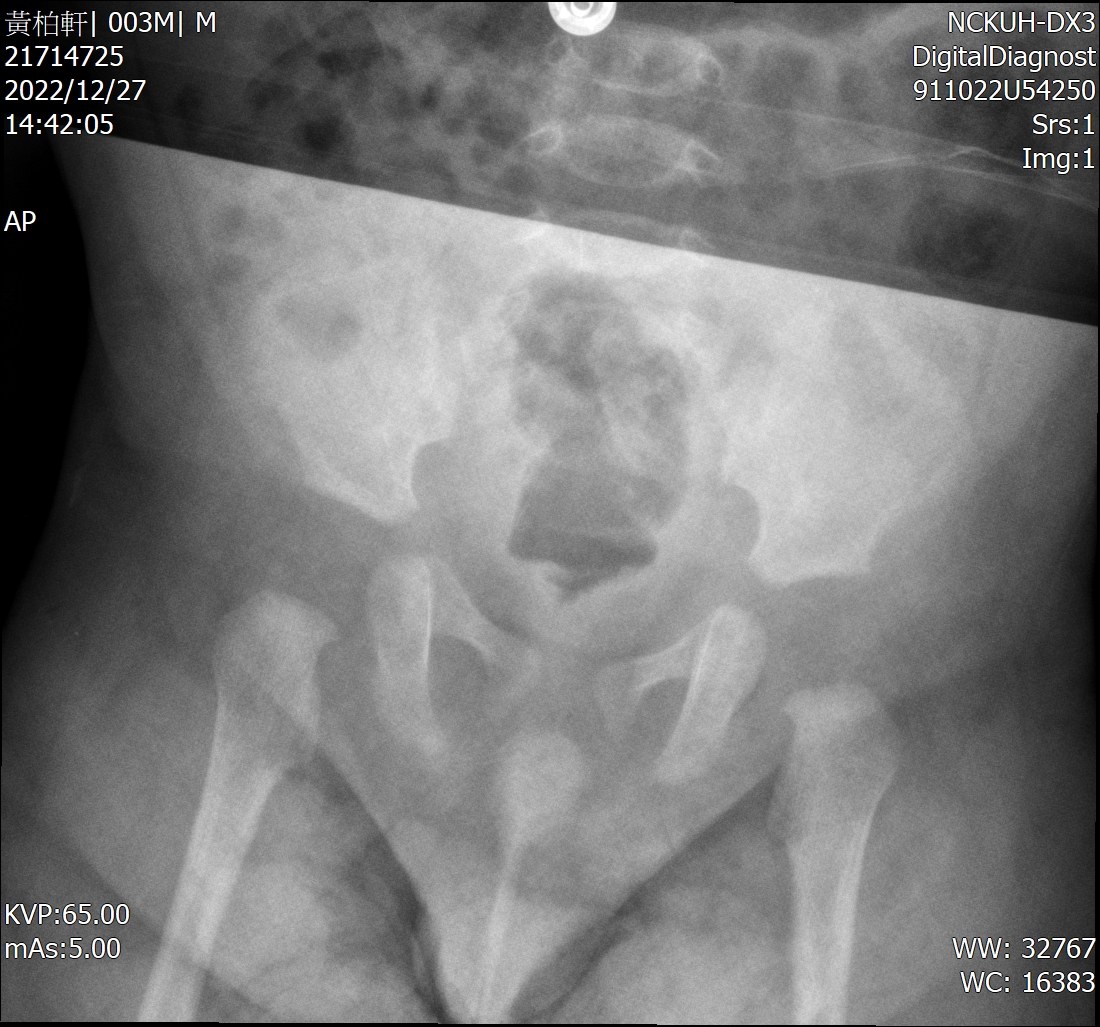 黃柏軒| 003M| M
21714725
2022/12/27
14:42:05
AP
NCKUH-DX3
DigitalDiagnost
911022U54250
Srs:1
Img:1
KVP:65.00
mAs:5.00
WW: 32767
WC: 16383